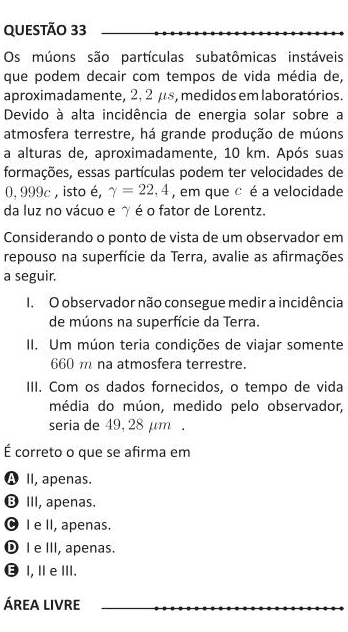 QUESTÃO 33
Os múons são partículas subatômicas instáveis
que podem decair com tempos de vida média de,
aproximadamente, 2, 2 μs, medidos em laboratórios.
Devido à alta incidência de energia solar sobre a
atmosfera terrestre, há grande produção de múons
a alturas de, aproximadamente, 10 km. Após suas
formações, essas partículas podem ter velocidades de
0, 999c , isto é, γ = 22, 4 , em que c é a velocidade
da luz no vácuo e γ é o fator de Lorentz.
Considerando o ponto de vista de um observador em
repouso na superfície da Terra, avalie as afirmações
a seguir.
I. O observador não consegue medir a incidência
de múons na superfície da Terra.
II. Um múon teria condições de viajar somente
660 m na atmosfera terrestre.
III. Com os dados fornecidos, o tempo de vida
média do múon, medido pelo observador,
seria de 49, 28 μm .
É correto o que se afirma em
A II, apenas.
B III, apenas.
C I e II, apenas.
D I e III, apenas.
E I, II e III.
ÁREA LIVRE